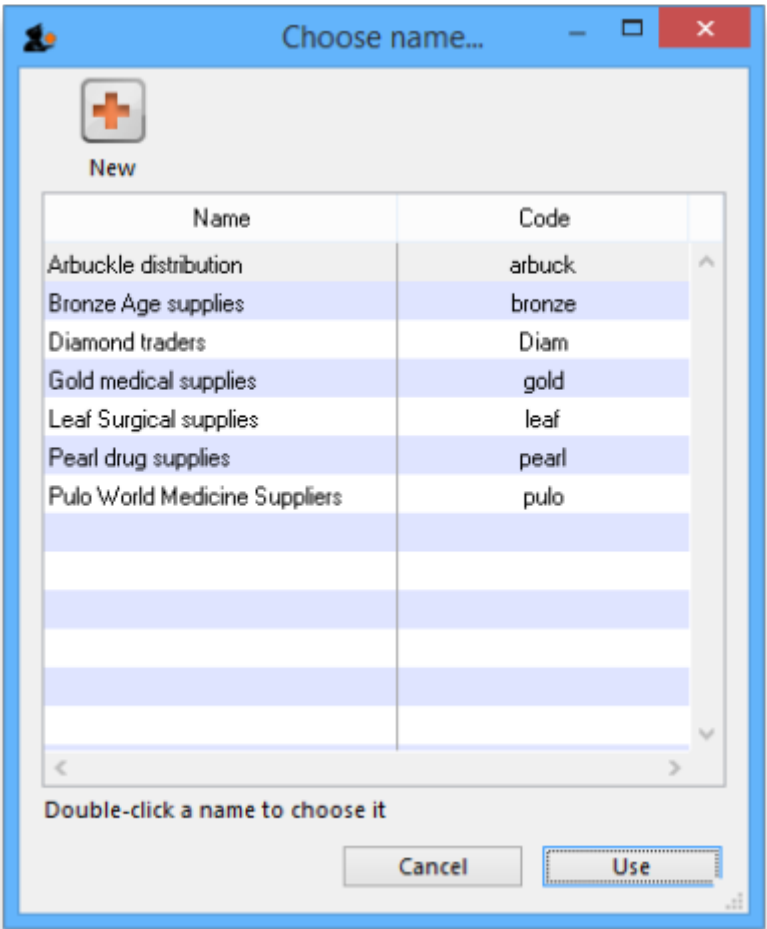 Choose name...
New
Name Code
Arbuckle distribution arbuck
Bronze Age supplies bronze
Diamond traders Diam
Gold medical supplies gold
Leaf Surgical supplies leaf
Pearl drug supplies pearl
Pulo World Medicine Suppliers pulo
Double-click a name to choose it
Cancel Use